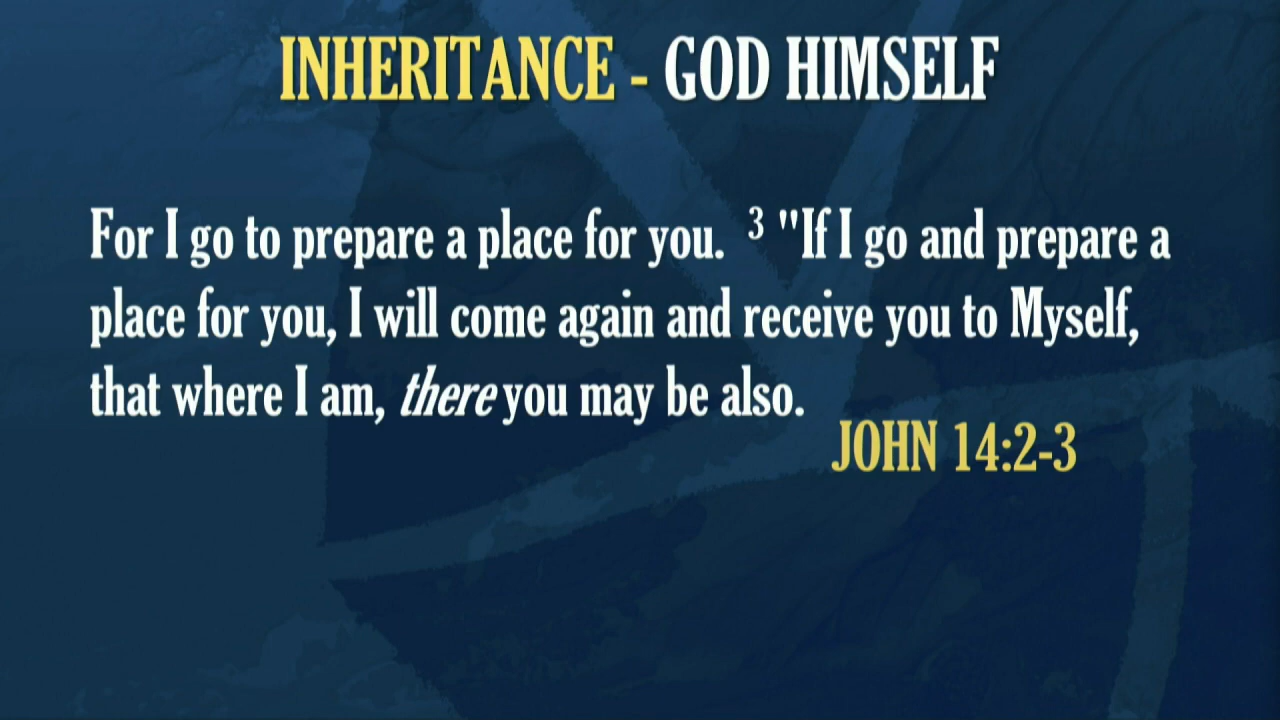 INHERITANCE - GOD HIMSELF
For I go to prepare a place for you. ³ "If I go and prepare a
place for you, I will come again and receive you to Myself,
that where I am, there you may be also.
JOHN 14:2-3